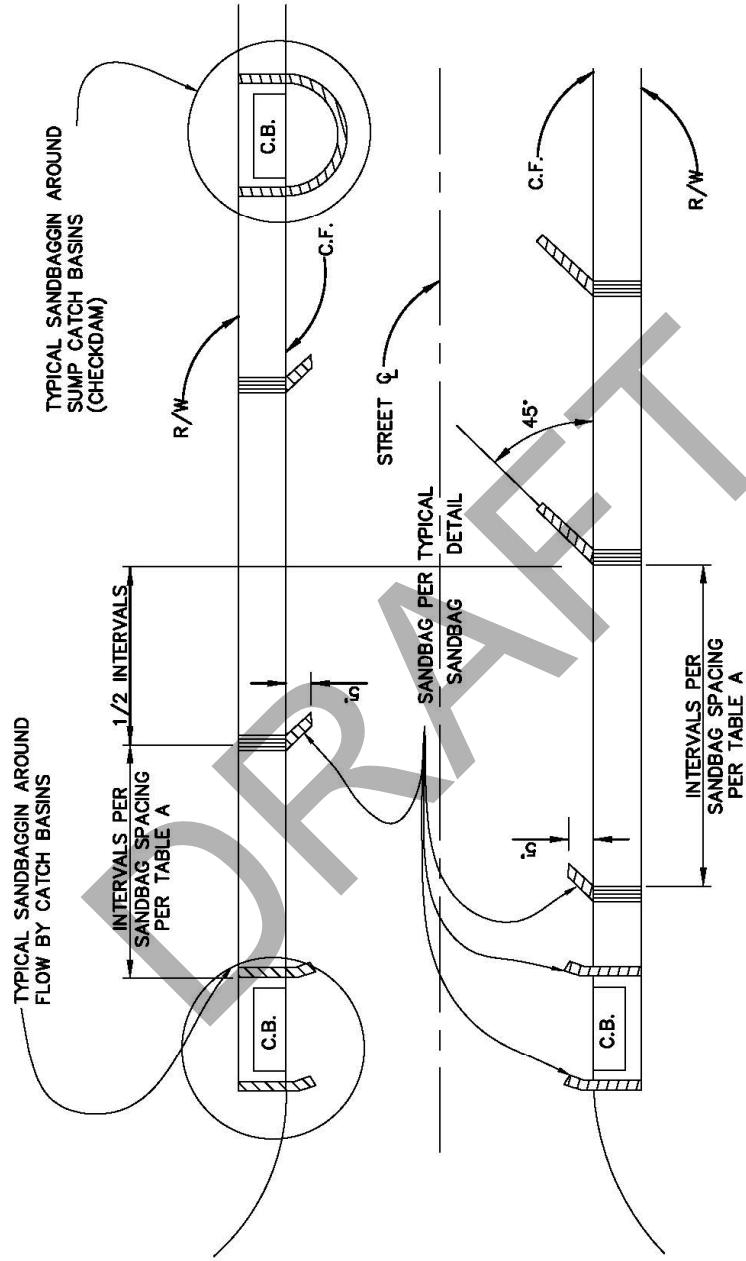 TYPICAL SANDBAGGIN AROUND
FLOW BY CATCH BASINS
TYPICAL SANDBAGGIN AROUND
SUMP CATCH BASINS
(CHECKDAM)
INTERVALS PER
SANDBAG SPACING
PER TABLE A
1/2 INTERVALS
R/W
C.B.
C.B.
C.F.
5'
STREET ℄
SANDBAG PER TYPICAL
SANDBAG DETAIL
45°
5'
C.F.
C.B.
R/W
INTERVALS PER
SANDBAG SPACING
PER TABLE A
DRAFT